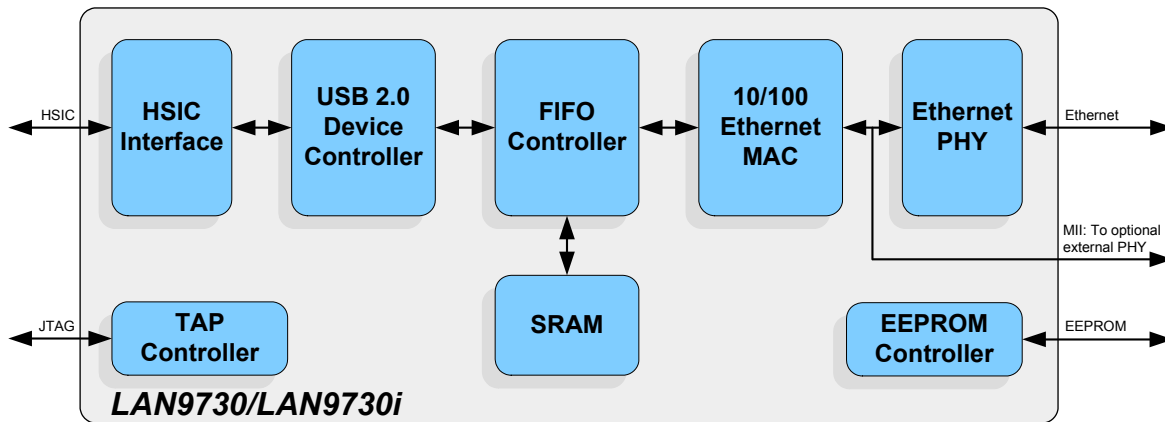 HSIC
HSIC
Interface
USB 2.0
Device
Controller
FIFO
Controller
10/100
Ethernet
MAC
Ethernet
PHY
Ethernet
MII: To optional
external PHY
SRAM
JTAG
TAP
Controller
EEPROM
Controller
EEPROM
LAN9730/LAN9730i